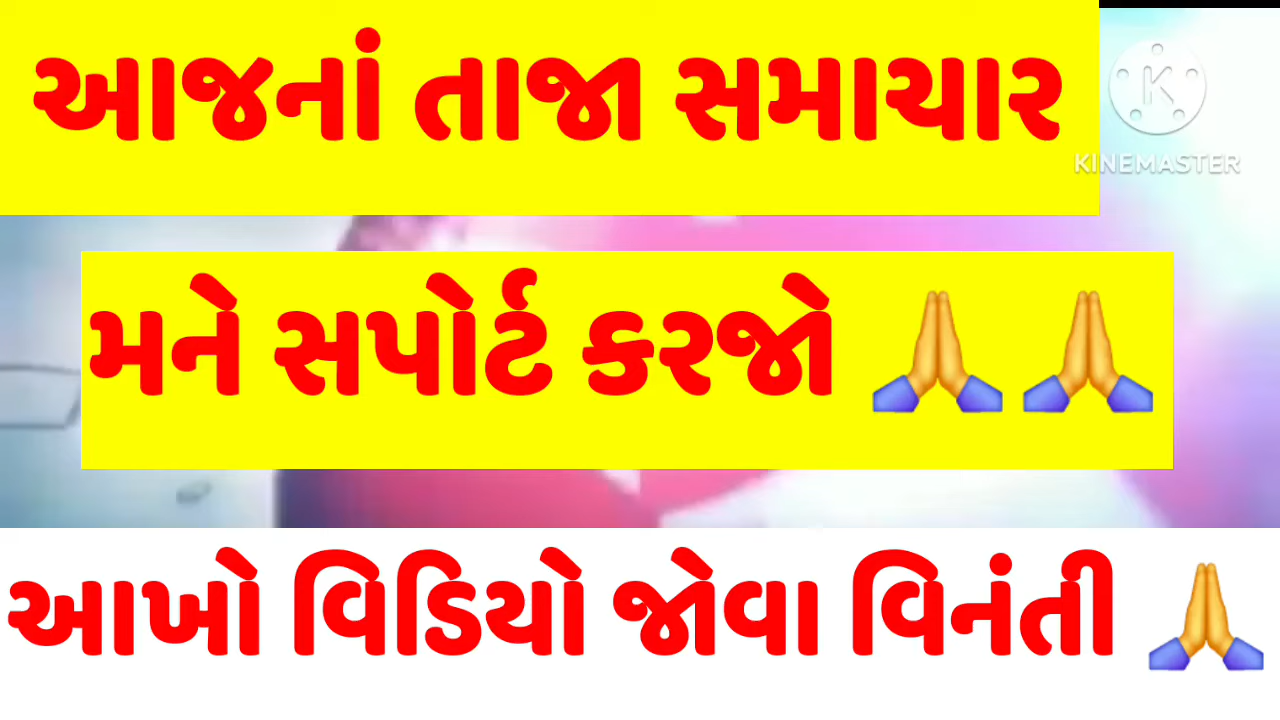 આજનાં તાજા સમાચાર
KINEMASTER
મને સપોર્ટ કરજો 🙏🙏
આખો વિડિયો જોવા વિનંતી 🙏